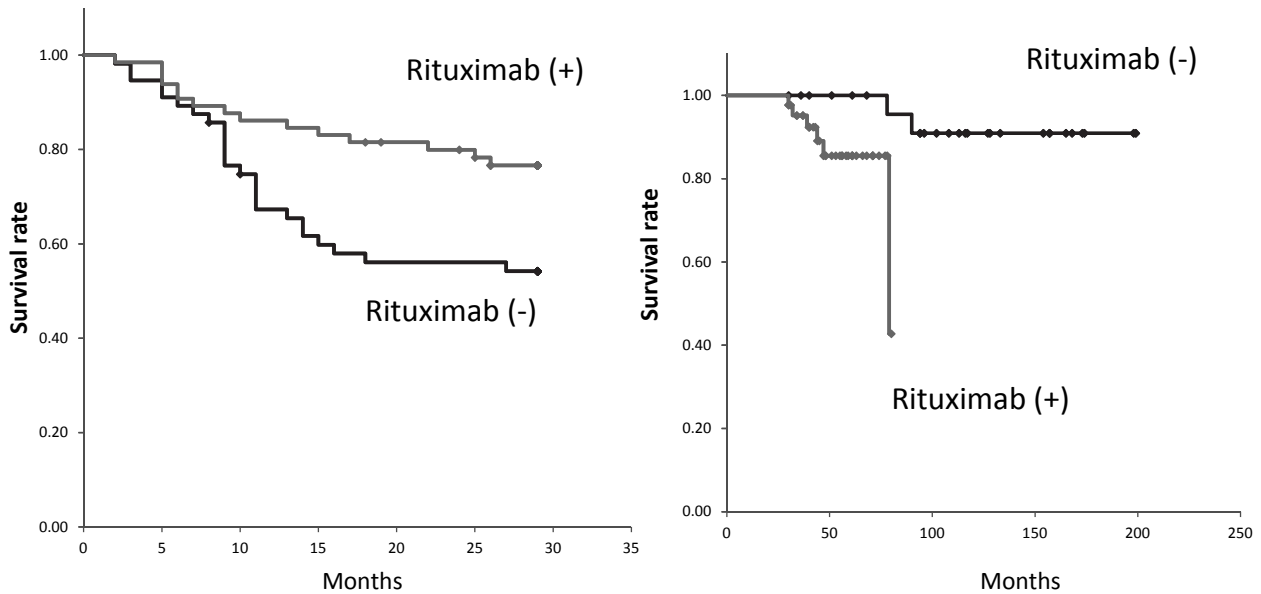 Rituximab (+)
Rituximab (-)
Survival rate
1.00
0.80
0.60
0.40
0.20
0.00
0 5 10 15 20 25 30 35
Months
Rituximab (-)
Rituximab (+)
Survival rate
1.00
0.80
0.60
0.40
0.20
0.00
0 50 100 150 200 250
Months